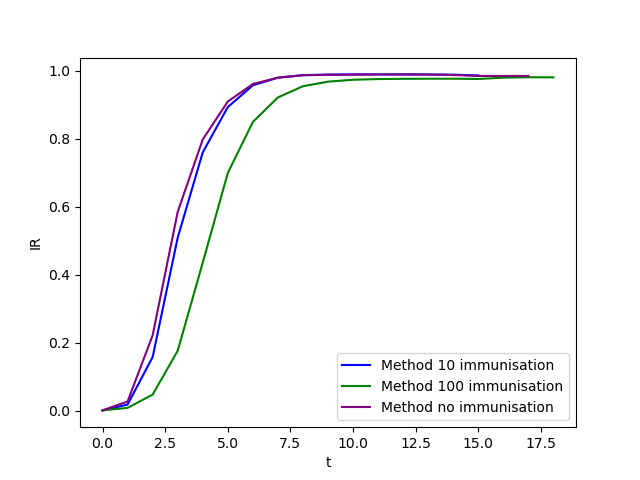 1.0
0.8
0.6
0.4
0.2
0.0
IR
0.0 2.5 5.0 7.5 10.0 12.5 15.0 17.5
t
Method 10 immunisation
Method 100 immunisation
Method no immunisation